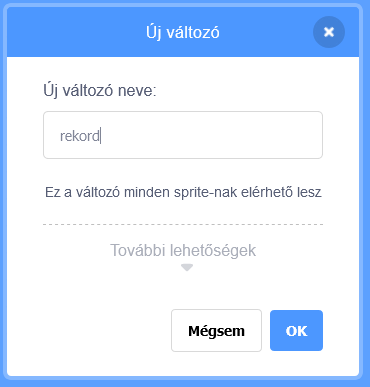 Új változó
Új változó neve:
rekord
Ez a változó minden sprite-nak elérhető lesz
További lehetőségek
Mégsem
OK